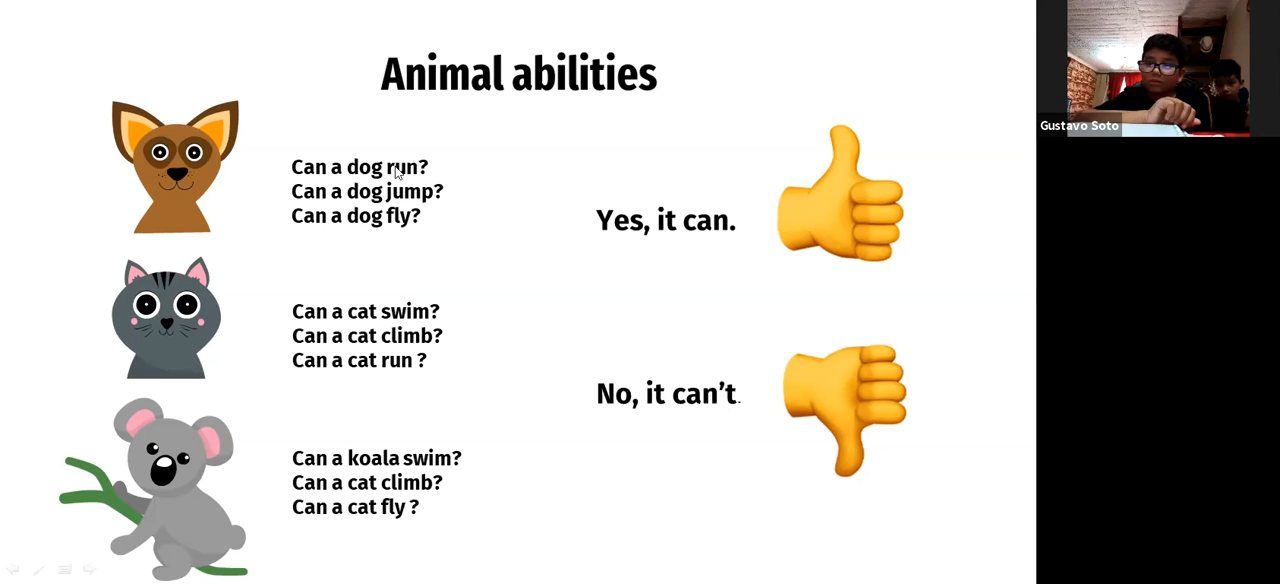 Animal abilities
Can a dog run?
Can a dog jump?
Can a dog fly?
Yes, it can.
Can a cat swim?
Can a cat climb?
Can a cat run ?
No, it can’t.
Can a koala swim?
Can a cat climb?
Can a cat fly ?
Gustavo Soto